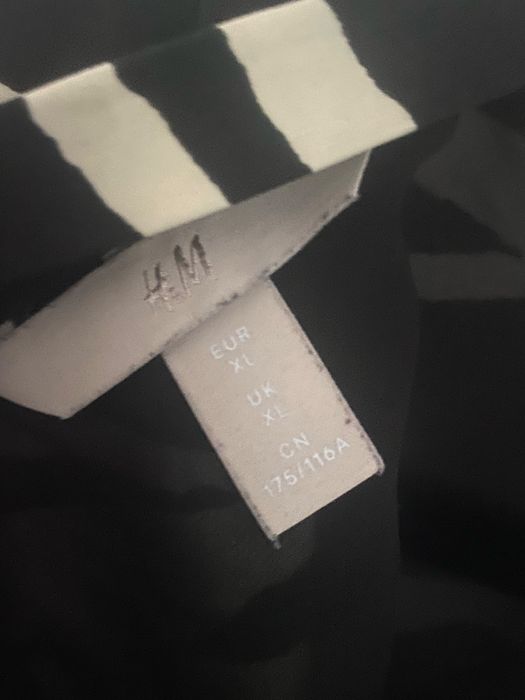 H&M
EUR
XL
UK
XL
CN
175/116A